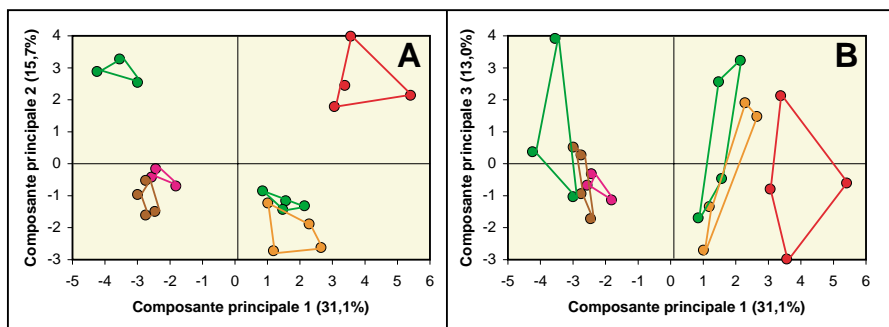 A
Composante principale 2 (15,7%)
4
3
2
1
0
-1
-2
-3
-5 -4 -3 -2 -1 0 1 2 3 4 5 6
Composante principale 1 (31,1%)
B
Composante principale 3 (13,0%)
4
3
2
1
0
-1
-2
-3
-5 -4 -3 -2 -1 0 1 2 3 4 5 6
Composante principale 1 (31,1%)